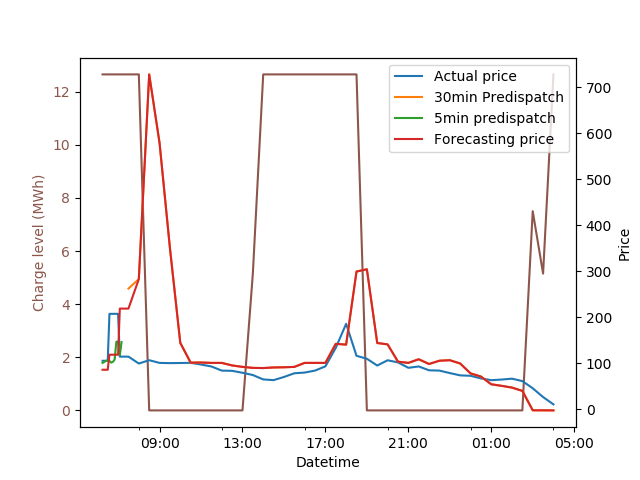 Actual price
30min Predispatch
5min predispatch
Forecasting price
Charge level (MWh)
12
10
8
6
4
2
0
700
600
500
400
300
200
100
0
Price
09:00 13:00 17:00 21:00 01:00 05:00
Datetime